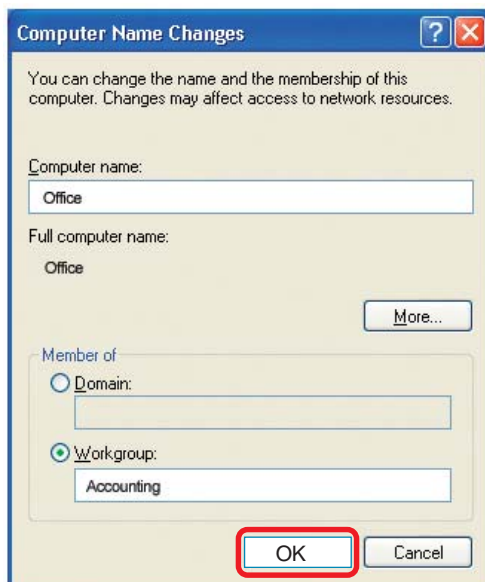 Computer Name Changes
You can change the name and the membership of this
computer. Changes may affect access to network resources.
Computer name:
Office
Full computer name:
Office
More...
Member of
Domain:
Workgroup:
Accounting
OK
Cancel